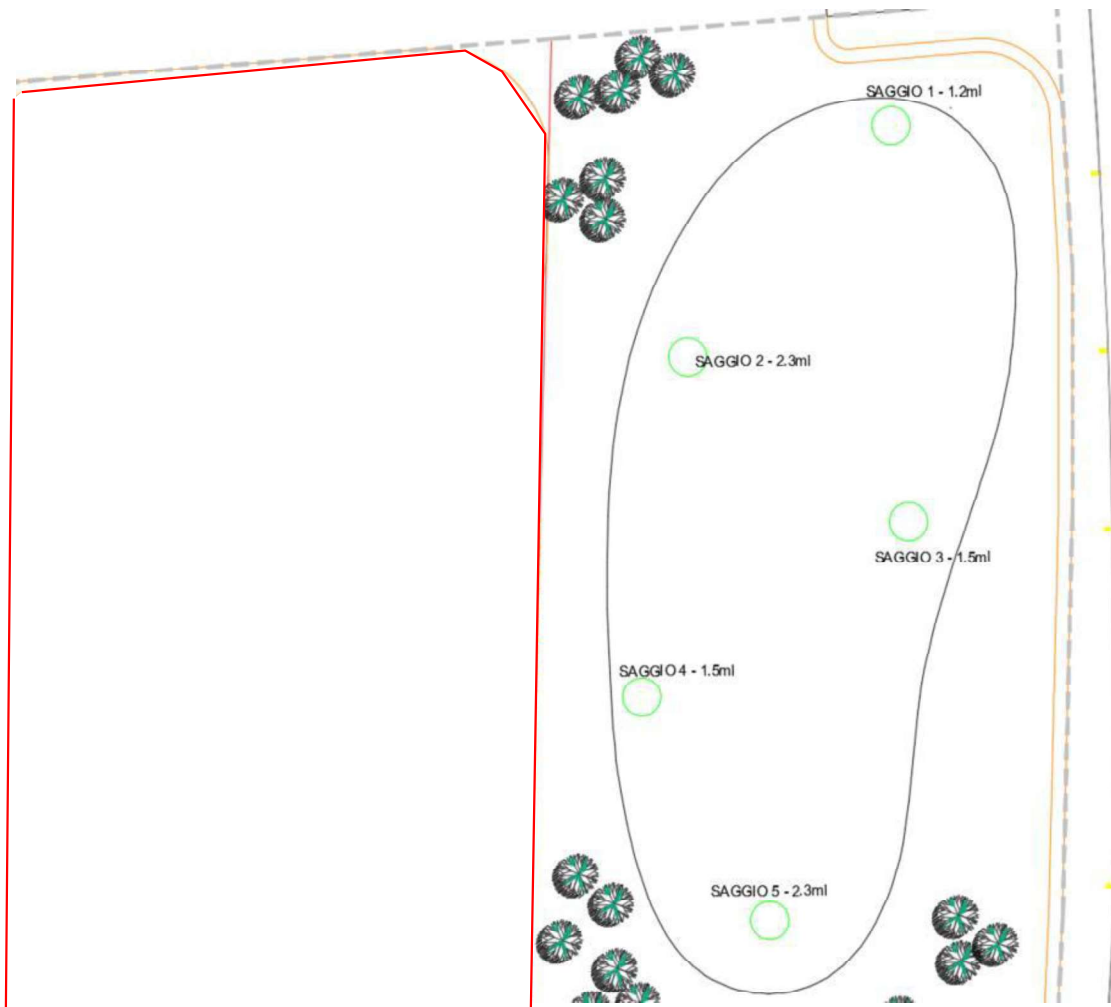 SAGGIO 1 - 1.2ml
SAGGIO 2 - 2.3ml
SAGGIO 3 - 1.5ml
SAGGIO 4 - 1.5ml
SAGGIO 5 - 2.3ml